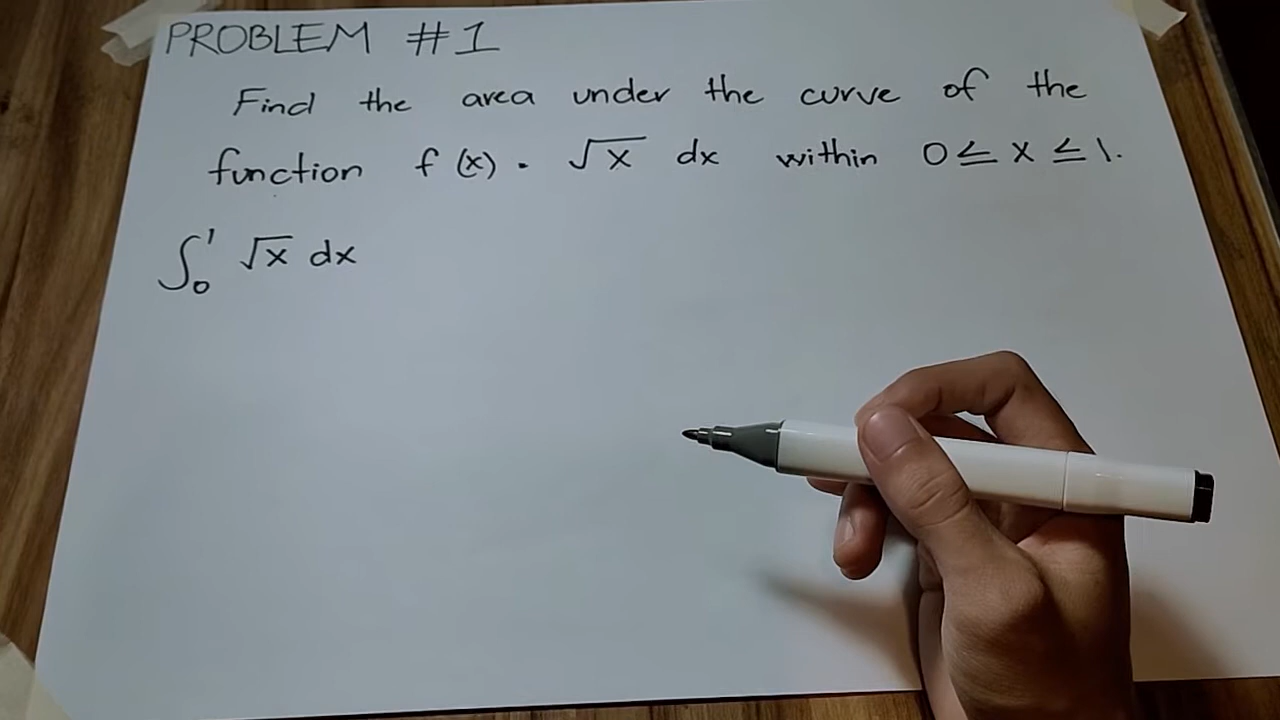 PROBLEM #1
Find the area under the curve of the
function f(x) = √x dx within 0 ≤ x ≤ 1.
∫₀¹ √x dx